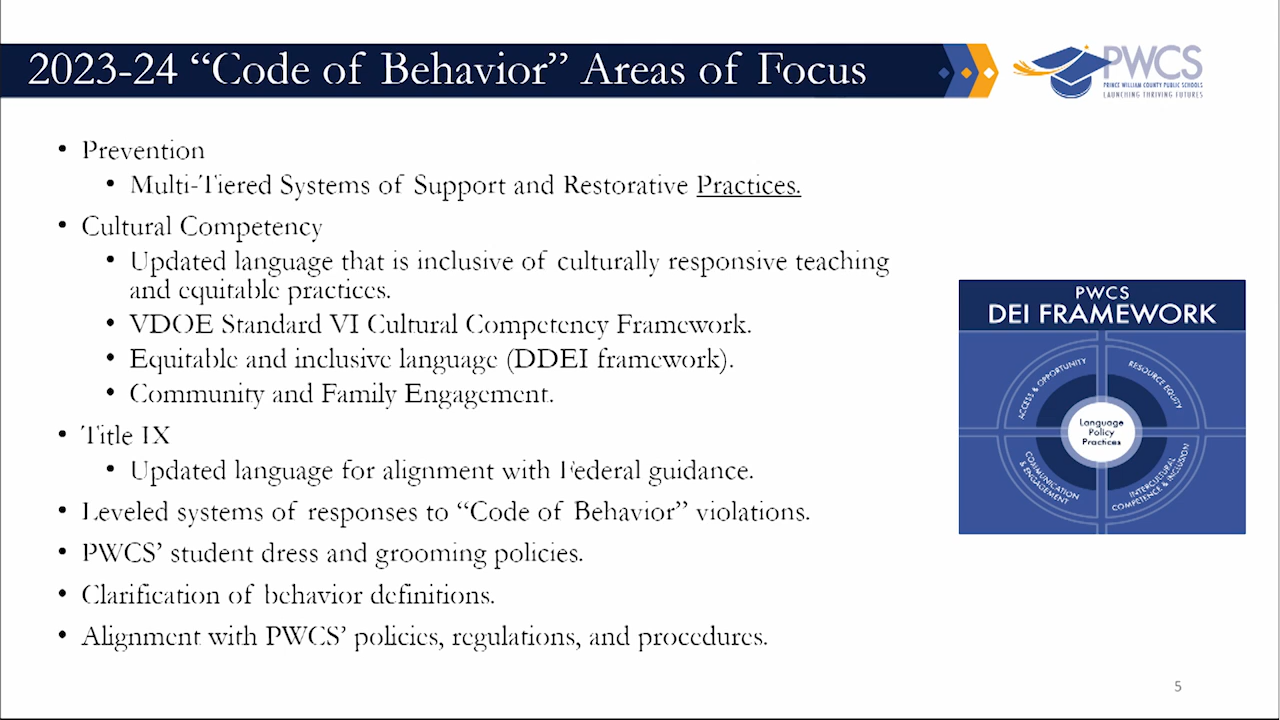 2023-24 “Code of Behavior” Areas of Focus
PWCS
PRINCE WILLIAM COUNTY PUBLIC SCHOOLS
LAUNCHING THRIVING FUTURES
• Prevention
• Multi-Tiered Systems of Support and Restorative Practices.
• Cultural Competency
• Updated language that is inclusive of culturally responsive teaching
and equitable practices.
• VDOE Standard VI Cultural Competency Framework.
• Equitable and inclusive language (DDEI framework).
• Community and Family Engagement.
• Title IX
• Updated language for alignment with Federal guidance.
• Leveled systems of responses to “Code of Behavior” violations.
• PWCS’ student dress and grooming policies.
• Clarification of behavior definitions.
• Alignment with PWCS’ policies, regulations, and procedures.
PWCS
DEI FRAMEWORK
ACCESS & OPPORTUNITY
RESOURCE EQUITY
Language
Policy
Practices
COMMUNICATION
& ENGAGEMENT
INTERCULTURAL
COMPETENCE & INCLUSION
5